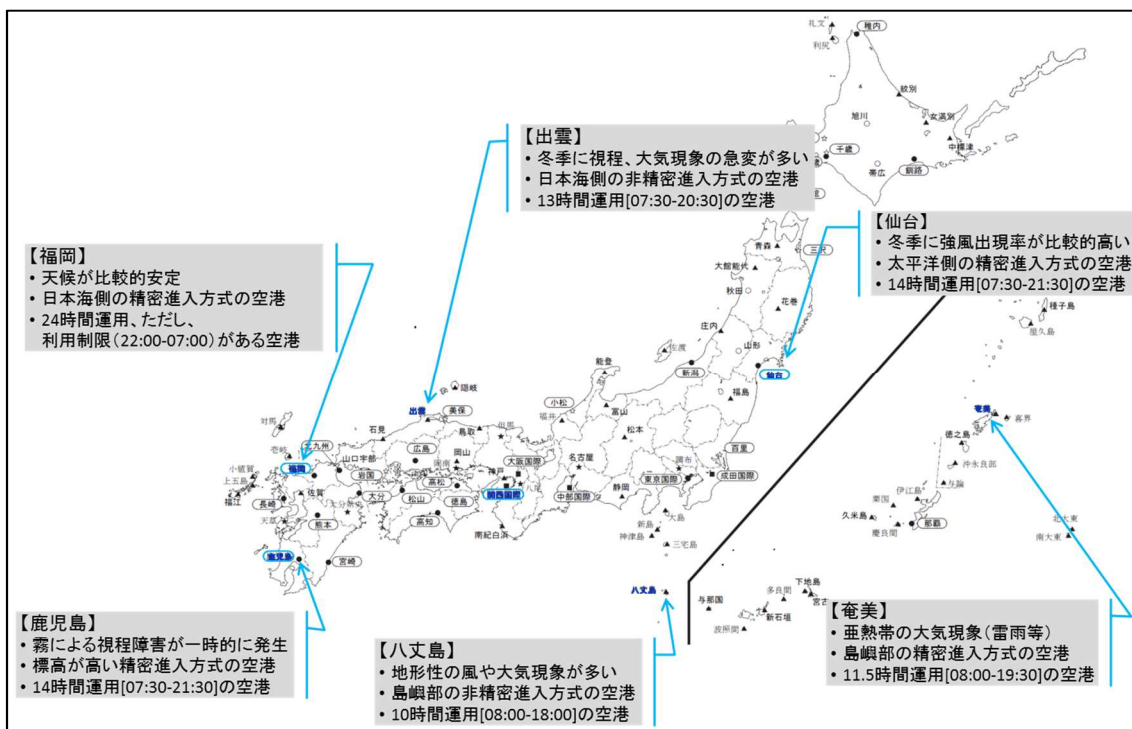 【出雲】
• 冬季に視程、大気現象の急変が多い
• 日本海側の非精密進入方式の空港
• 13時間運用[07:30-20:30]の空港
【仙台】
• 冬季に強風出現率が比較的高い
• 太平洋側の精密進入方式の空港
• 14時間運用[07:30-21:30]の空港
【福岡】
• 天候が比較的安定
• 日本海側の精密進入方式の空港
• 24時間運用、ただし、
利用制限(22:00-07:00)がある空港
【鹿児島】
• 霧による視程障害が一時的に発生
• 標高が高い精密進入方式の空港
• 14時間運用[07:30-21:30]の空港
【八丈島】
• 地形性の風や大気現象が多い
• 島嶼部の非精密進入方式の空港
• 10時間運用[08:00-18:00]の空港
【奄美】
• 亜熱帯の大気現象(雷雨等)
• 島嶼部の精密進入方式の空港
• 11.5時間運用[08:00-19:30]の空港
礼文
稚内
利尻
紋別
旭川
女満別
中標津
千歳
帯広
釧路
青森
三沢
大館能代
秋田
花巻
庄内
山形
仙台
佐渡
新潟
福島
能登
小松
福井
富山
松本
百里
隠岐
出雲
美保
石見
鳥取
但馬
対馬
壱岐
北九州
山口宇部
広島
岡山
岡南
神戸
大阪国際
名古屋
調布
小値賀
上五島
福岡
岩国
八尾
静岡
東京国際
成田国際
福江
長崎
佐賀
大分
松山
高松
徳島
関西国際
中部国際
天草
熊本
高知
南紀白浜
大島
新島
神津島
三宅島
鹿児島
宮崎
八丈島
種子島
屋久島
奄美
喜界
徳之島
沖永良部
与論
伊江島
粟国
久米島
慶良間
那覇
北大東
南大東
与那国
多良間
下地島
宮古
新石垣
波照間